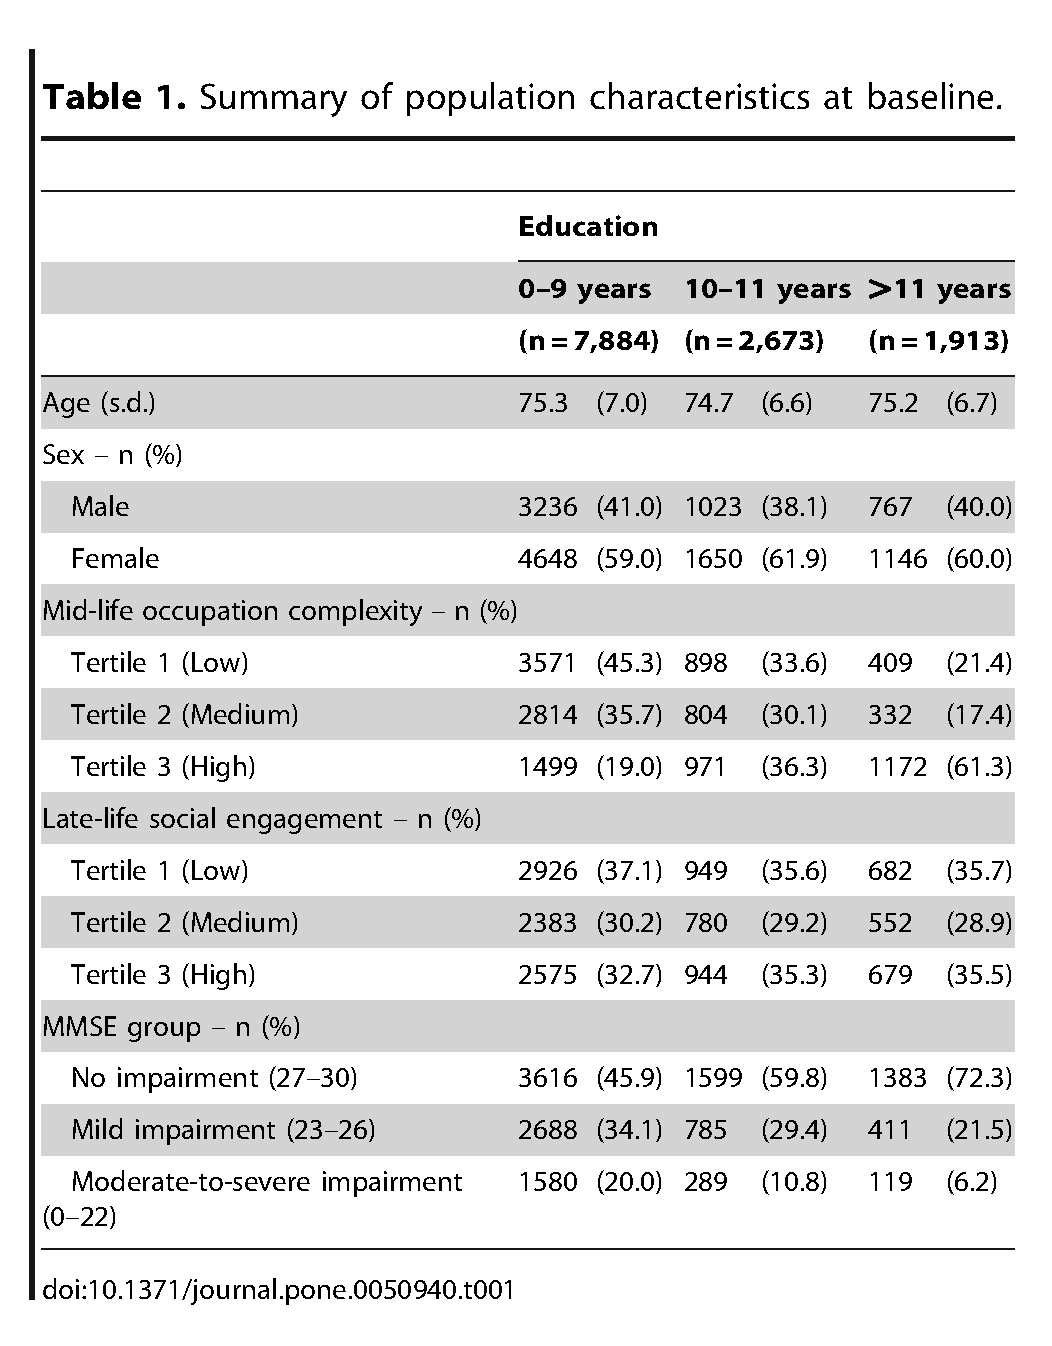 Table 1. Summary of population characteristics at baseline.
Education
0–9 years 10–11 years >11 years
(n = 7,884) (n = 2,673) (n = 1,913)
Age (s.d.) 75.3 (7.0) 74.7 (6.6) 75.2 (6.7)
Sex – n (%)
Male 3236 (41.0) 1023 (38.1) 767 (40.0)
Female 4648 (59.0) 1650 (61.9) 1146 (60.0)
Mid-life occupation complexity – n (%)
Tertile 1 (Low) 3571 (45.3) 898 (33.6) 409 (21.4)
Tertile 2 (Medium) 2814 (35.7) 804 (30.1) 332 (17.4)
Tertile 3 (High) 1499 (19.0) 971 (36.3) 1172 (61.3)
Late-life social engagement – n (%)
Tertile 1 (Low) 2926 (37.1) 949 (35.6) 682 (35.7)
Tertile 2 (Medium) 2383 (30.2) 780 (29.2) 552 (28.9)
Tertile 3 (High) 2575 (32.7) 944 (35.3) 679 (35.5)
MMSE group – n (%)
No impairment (27–30) 3616 (45.9) 1599 (59.8) 1383 (72.3)
Mild impairment (23–26) 2688 (34.1) 785 (29.4) 411 (21.5)
Moderate-to-severe impairment 1580 (20.0) 289 (10.8) 119 (6.2)
(0–22)
doi:10.1371/journal.pone.0050940.t001